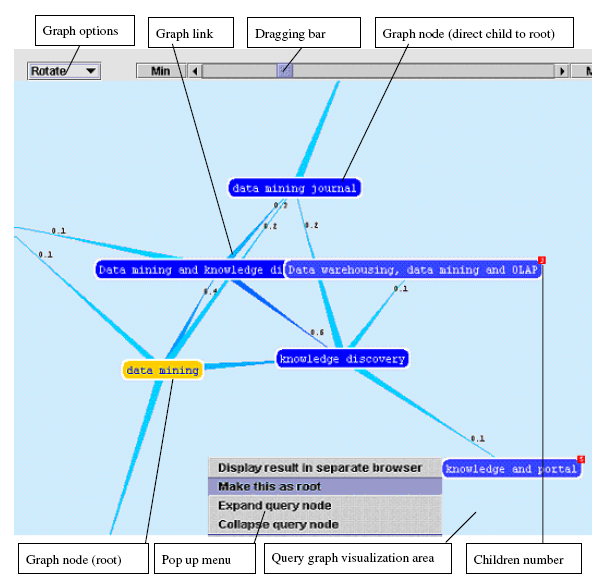 Graph options
Graph link
Dragging bar
Graph node (direct child to root)
Rotate
Min
M
data mining journal
0.2
0.2
0.2
0.1
0.1
Data mining and knowledge di
Data warehousing, data mining and OLAP
0.4
0.1
0.6
knowledge discovery
data mining
0.1
knowledge and portal
Display result in separate browser
Make this as root
Expand query node
Collapse query node
Graph node (root)
Pop up menu
Query graph visualization area
Children number